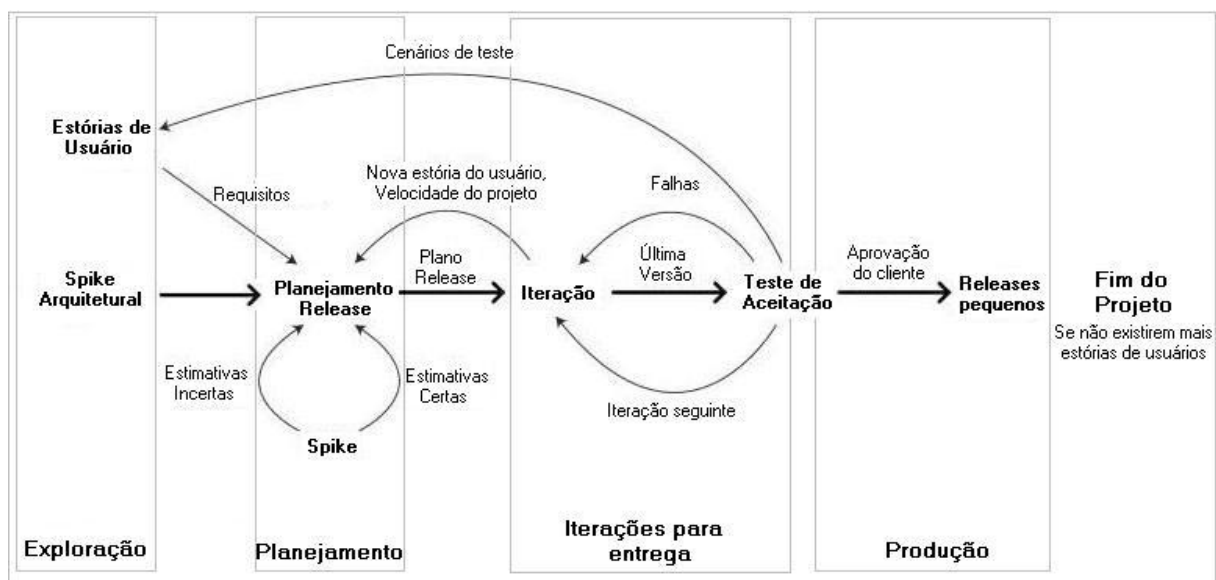 Cenários de teste
Estórias de
Usuário
Requisitos
Nova estória do usuário,
Velocidade do projeto
Falhas
Spike
Arquitetural
Planejamento
Release
Plano
Release
Iteração
Última
Versão
Teste de
Aceitação
Aprovação
do cliente
Releases
pequenos
Fim do
Projeto
Se não existirem mais
estórias de usuários
Estimativas
Incertas
Estimativas
Certas
Spike
Iteração seguinte
Exploração
Planejamento
Iterações para
entrega
Produção